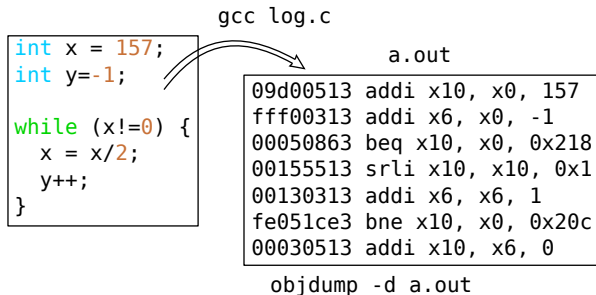 gcc log.c
int x = 157;
int y=-1;
while (x!=0) {
  x = x/2;
  y++;
}
a.out
09d00513 addi x10, x0, 157
fff00313 addi x6, x0, -1
00050863 beq x10, x0, 0x218
00155513 srli x10, x10, 0x1
00130313 addi x6, x6, 1
fe051ce3 bne x10, x0, 0x20c
00030513 addi x10, x6, 0
objdump -d a.out